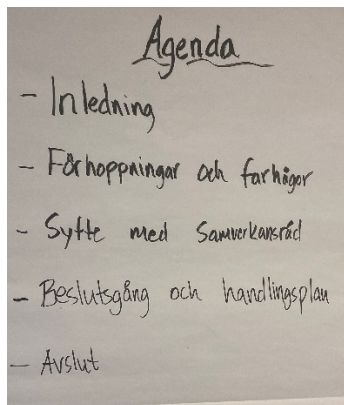 Agenda
- Inledning
- Förhoppningar och farhågor
- Syfte med Samverkansråd
- Beslutsgång och handlingsplan
- Avslut